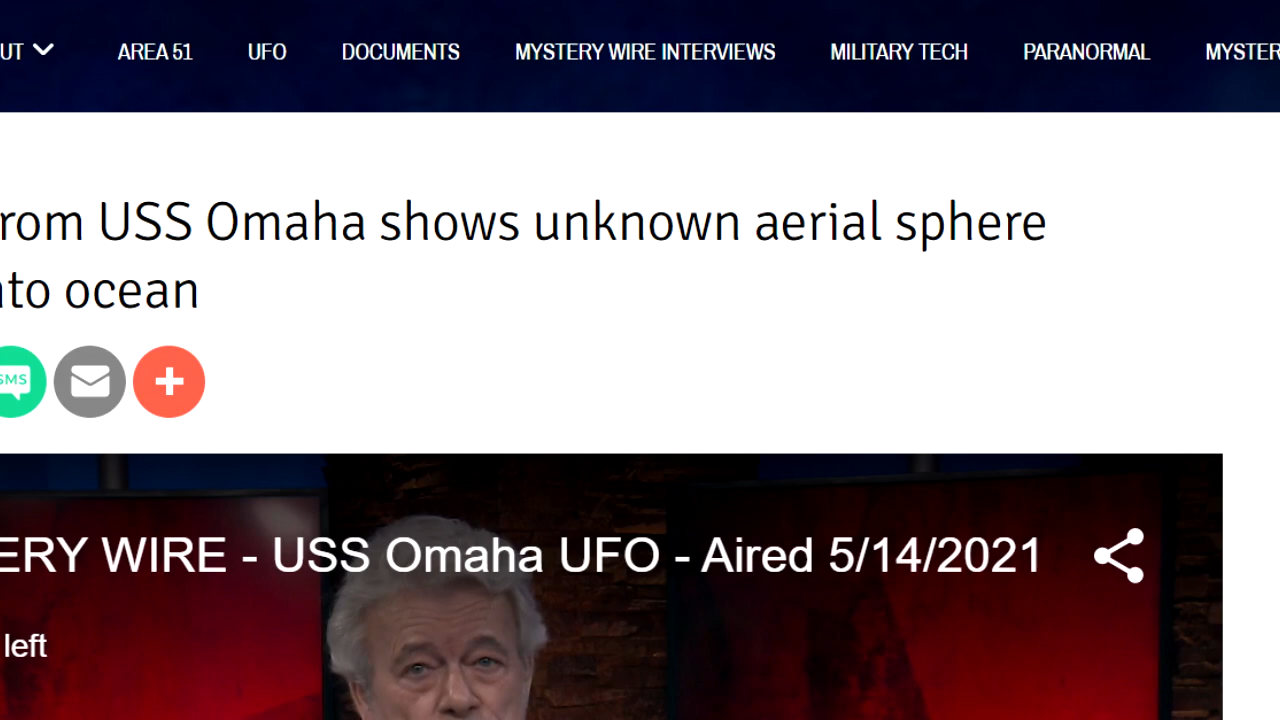 UT AREA 51 UFO DOCUMENTS MYSTERY WIRE INTERVIEWS MILITARY TECH PARANORMAL MYSTER
rom USS Omaha shows unknown aerial sphere
to ocean
SMS
ERY WIRE - USS Omaha UFO - Aired 5/14/2021
left